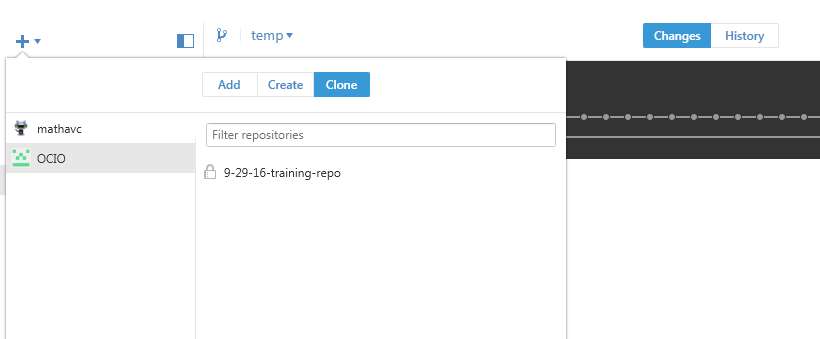 temp
Changes
History
Add
Create
Clone
mathavc
OCIO
Filter repositories
9-29-16-training-repo